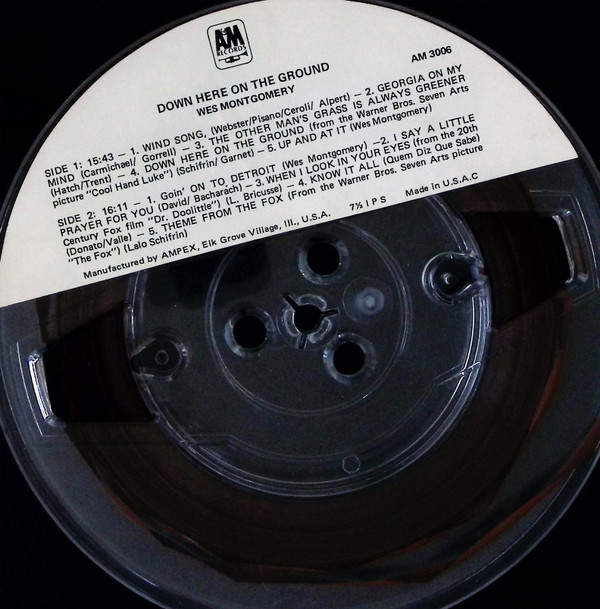 AM
RECORDS
AM 3006
DOWN HERE ON THE GROUND
WES MONTGOMERY
SIDE 1: 15:43 – 1. WIND SONG, (Webster/Pisano/Ceroli/ Alpert) – 2. GEORGIA ON MY
MIND (Carmichael/ Gorrell) – 3. THE OTHER MAN'S GRASS IS ALWAYS GREENER
(Hatch/Trent) – 4. DOWN HERE ON THE GROUND (from the Warner Bros. Seven Arts
picture "Cool Hand Luke") (Schifrin/ Garnet) – 5. UP AND AT IT (Wes Montgomery)
SIDE 2: 16:11 – 1. Goin' ON TO DETROIT (Wes Montgomery) –2. I SAY A LITTLE
PRAYER FOR YOU (David/ Bacharach) – 3. WHEN I LOOK IN YOUR EYES (from the 20th
Century Fox film "Dr. Doolittle") (L. Bricusse) – 4. KNOW IT ALL (Quem Diz Que Sabe)
(Donato/Valle) – 5. THEME FROM THE FOX (From the Warner Bros. Seven Arts picture
"The Fox") (Lalo Schifrin)
Manufactured by AMPEX, Elk Grove Village, Ill., U.S.A. 7½ I P S Made in U.S.A.C